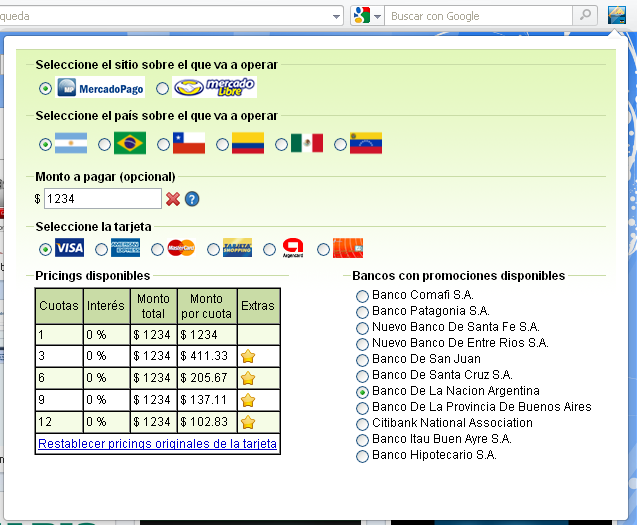 queda
Buscar con Google
Seleccione el sitio sobre el que va a operar
MP MercadoPago
mercado libre
Seleccione el país sobre el que va a operar
Monto a pagar (opcional)
$ 1234
Seleccione la tarjeta
VISA AMERICAN EXPRESS MasterCard TARJETA SHOPPING Argencard
Pricings disponibles
Cuotas Interés Monto total Monto por cuota Extras
1 0 % $ 1234 $ 1234
3 0 % $ 1234 $ 411.33
6 0 % $ 1234 $ 205.67
9 0 % $ 1234 $ 137.11
12 0 % $ 1234 $ 102.83
Restablecer pricings originales de la tarjeta
Bancos con promociones disponibles
Banco Comafi S.A.
Banco Patagonia S.A.
Nuevo Banco De Santa Fe S.A.
Nuevo Banco De Entre Rios S.A.
Banco De San Juan
Banco De Santa Cruz S.A.
Banco De La Nacion Argentina
Banco De La Provincia De Buenos Aires
Citibank National Association
Banco Itau Buen Ayre S.A.
Banco Hipotecario S.A.